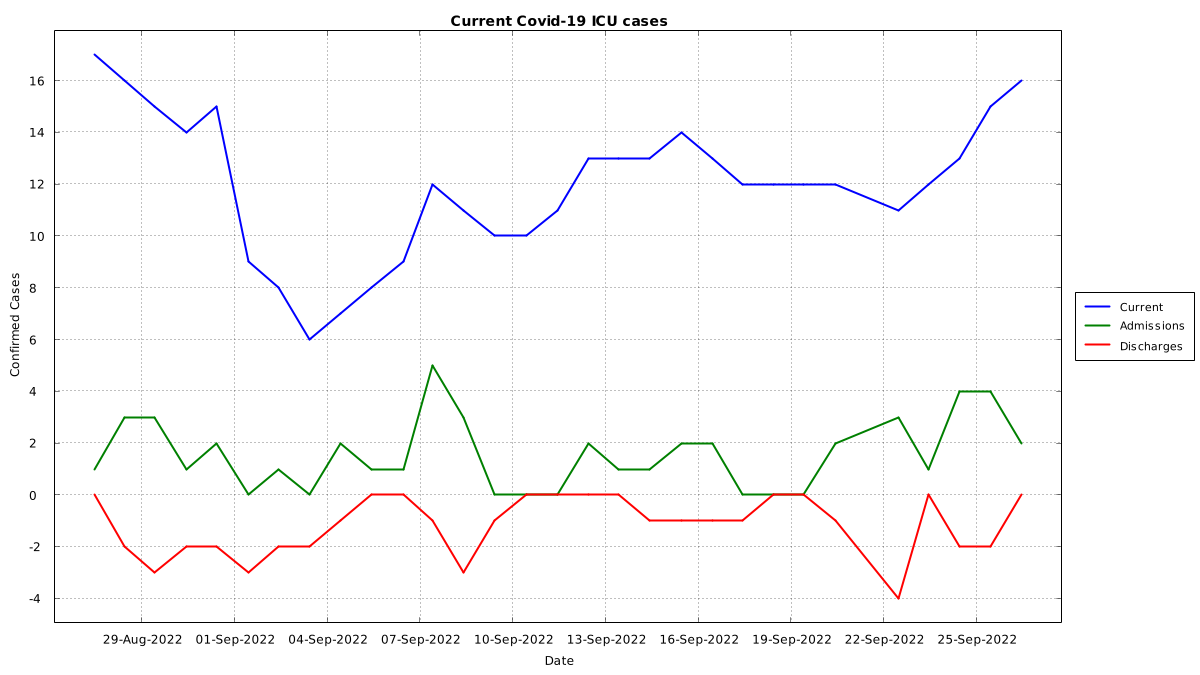 Current Covid-19 ICU cases
16
14
12
10
8
6
4
2
0
-2
-4
Confirmed Cases
29-Aug-2022 01-Sep-2022 04-Sep-2022 07-Sep-2022 10-Sep-2022 13-Sep-2022 16-Sep-2022 19-Sep-2022 22-Sep-2022 25-Sep-2022
Date
Current
Admissions
Discharges